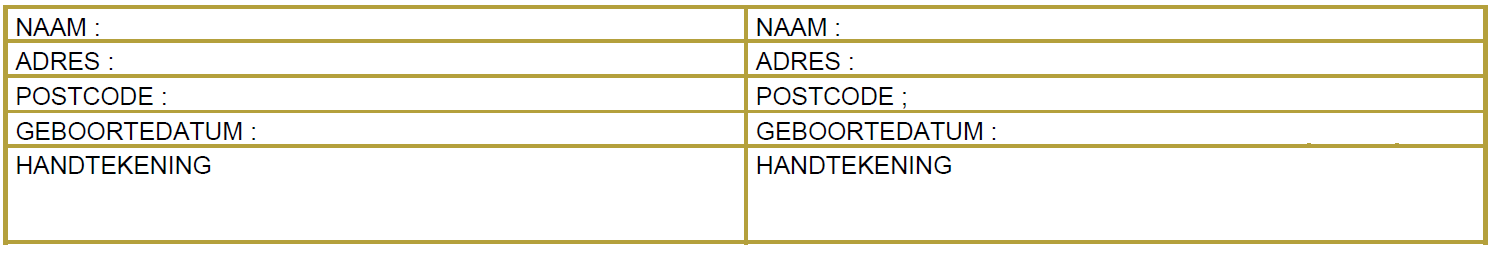 NAAM : NAAM :
ADRES : ADRES :
POSTCODE : POSTCODE ;
GEBOORTEDATUM : GEBOORTEDATUM :
HANDTEKENING HANDTEKENING